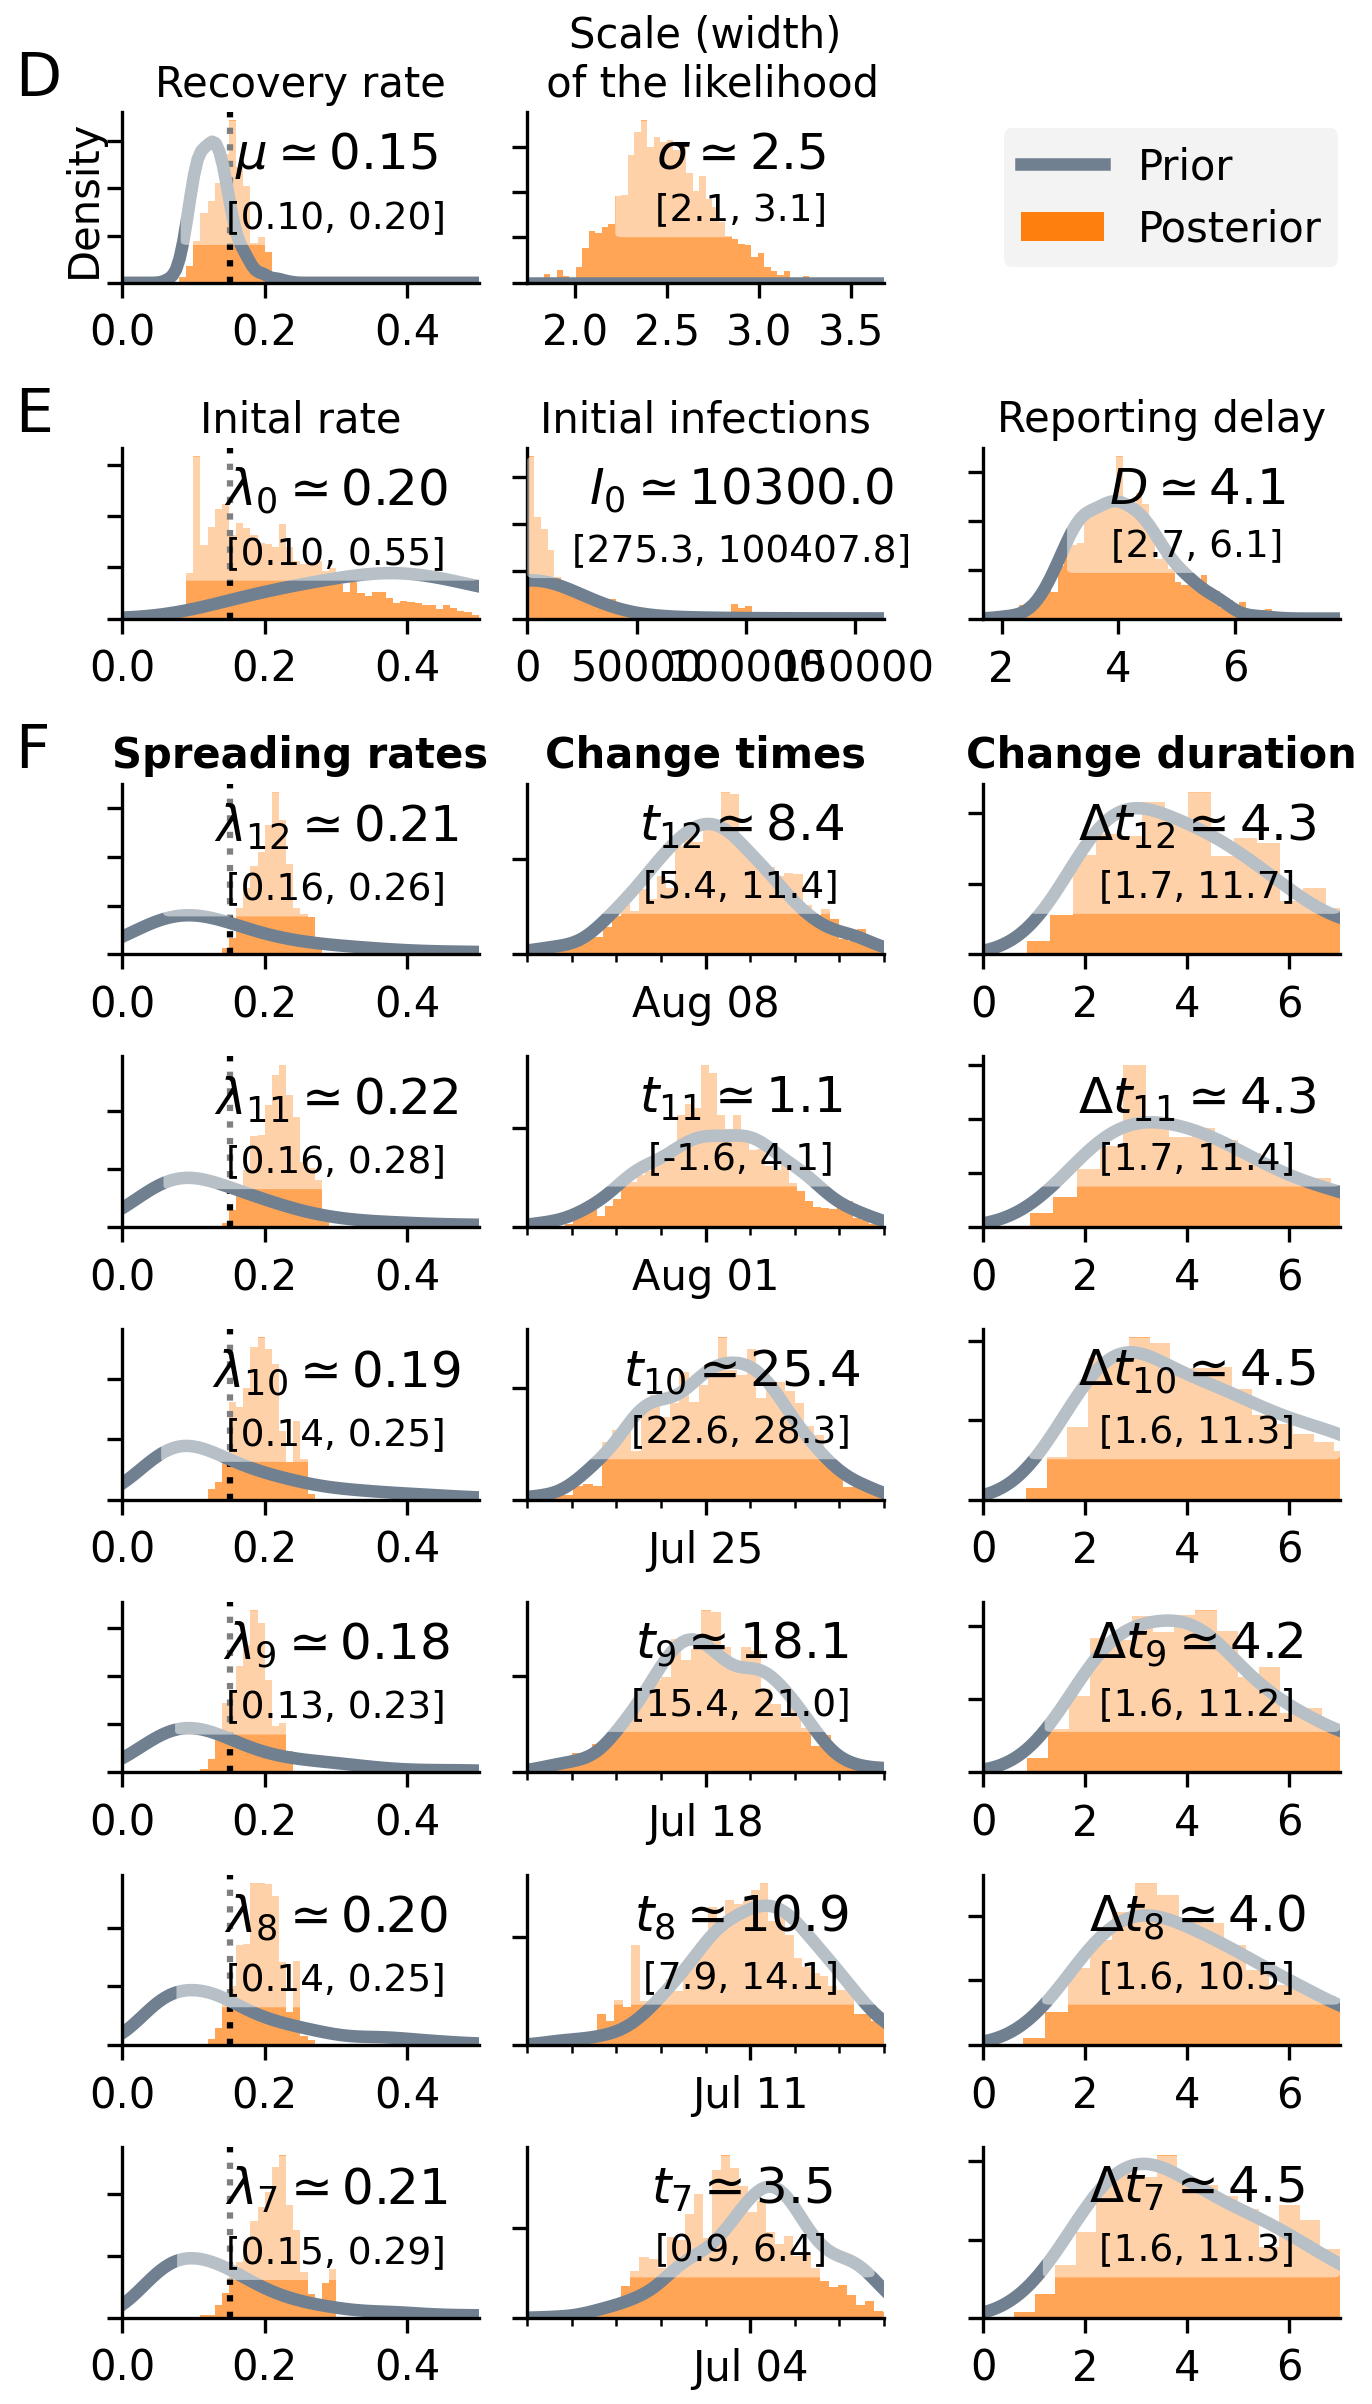 D
Recovery rate
Scale (width)
of the likelihood
Density
μ ≃ 0.15
[0.10, 0.20]
σ ≃ 2.5
[2.1, 3.1]
Prior
Posterior
0.0 0.2 0.4
2.0 2.5 3.0 3.5
E
Inital rate
Initial infections
Reporting delay
λ0 ≃ 0.20
[0.10, 0.55]
I0 ≃ 10300.0
[275.3, 100407.8]
D ≃ 4.1
[2.7, 6.1]
0.0 0.2 0.4
0 50000 100000 150000
2 4 6
F
Spreading rates
Change times
Change duration
λ12 ≃ 0.21
[0.16, 0.26]
t12 ≃ 8.4
[5.4, 11.4]
Δt12 ≃ 4.3
[1.7, 11.7]
0.0 0.2 0.4
Aug 08
0 2 4 6
λ11 ≃ 0.22
[0.16, 0.28]
t11 ≃ 1.1
[-1.6, 4.1]
Δt11 ≃ 4.3
[1.7, 11.4]
0.0 0.2 0.4
Aug 01
0 2 4 6
λ10 ≃ 0.19
[0.14, 0.25]
t10 ≃ 25.4
[22.6, 28.3]
Δt10 ≃ 4.5
[1.6, 11.3]
0.0 0.2 0.4
Jul 25
0 2 4 6
λ9 ≃ 0.18
[0.13, 0.23]
t9 ≃ 18.1
[15.4, 21.0]
Δt9 ≃ 4.2
[1.6, 11.2]
0.0 0.2 0.4
Jul 18
0 2 4 6
λ8 ≃ 0.20
[0.14, 0.25]
t8 ≃ 10.9
[7.9, 14.1]
Δt8 ≃ 4.0
[1.6, 10.5]
0.0 0.2 0.4
Jul 11
0 2 4 6
λ7 ≃ 0.21
[0.15, 0.29]
t7 ≃ 3.5
[0.9, 6.4]
Δt7 ≃ 4.5
[1.6, 11.3]
0.0 0.2 0.4
Jul 04
0 2 4 6